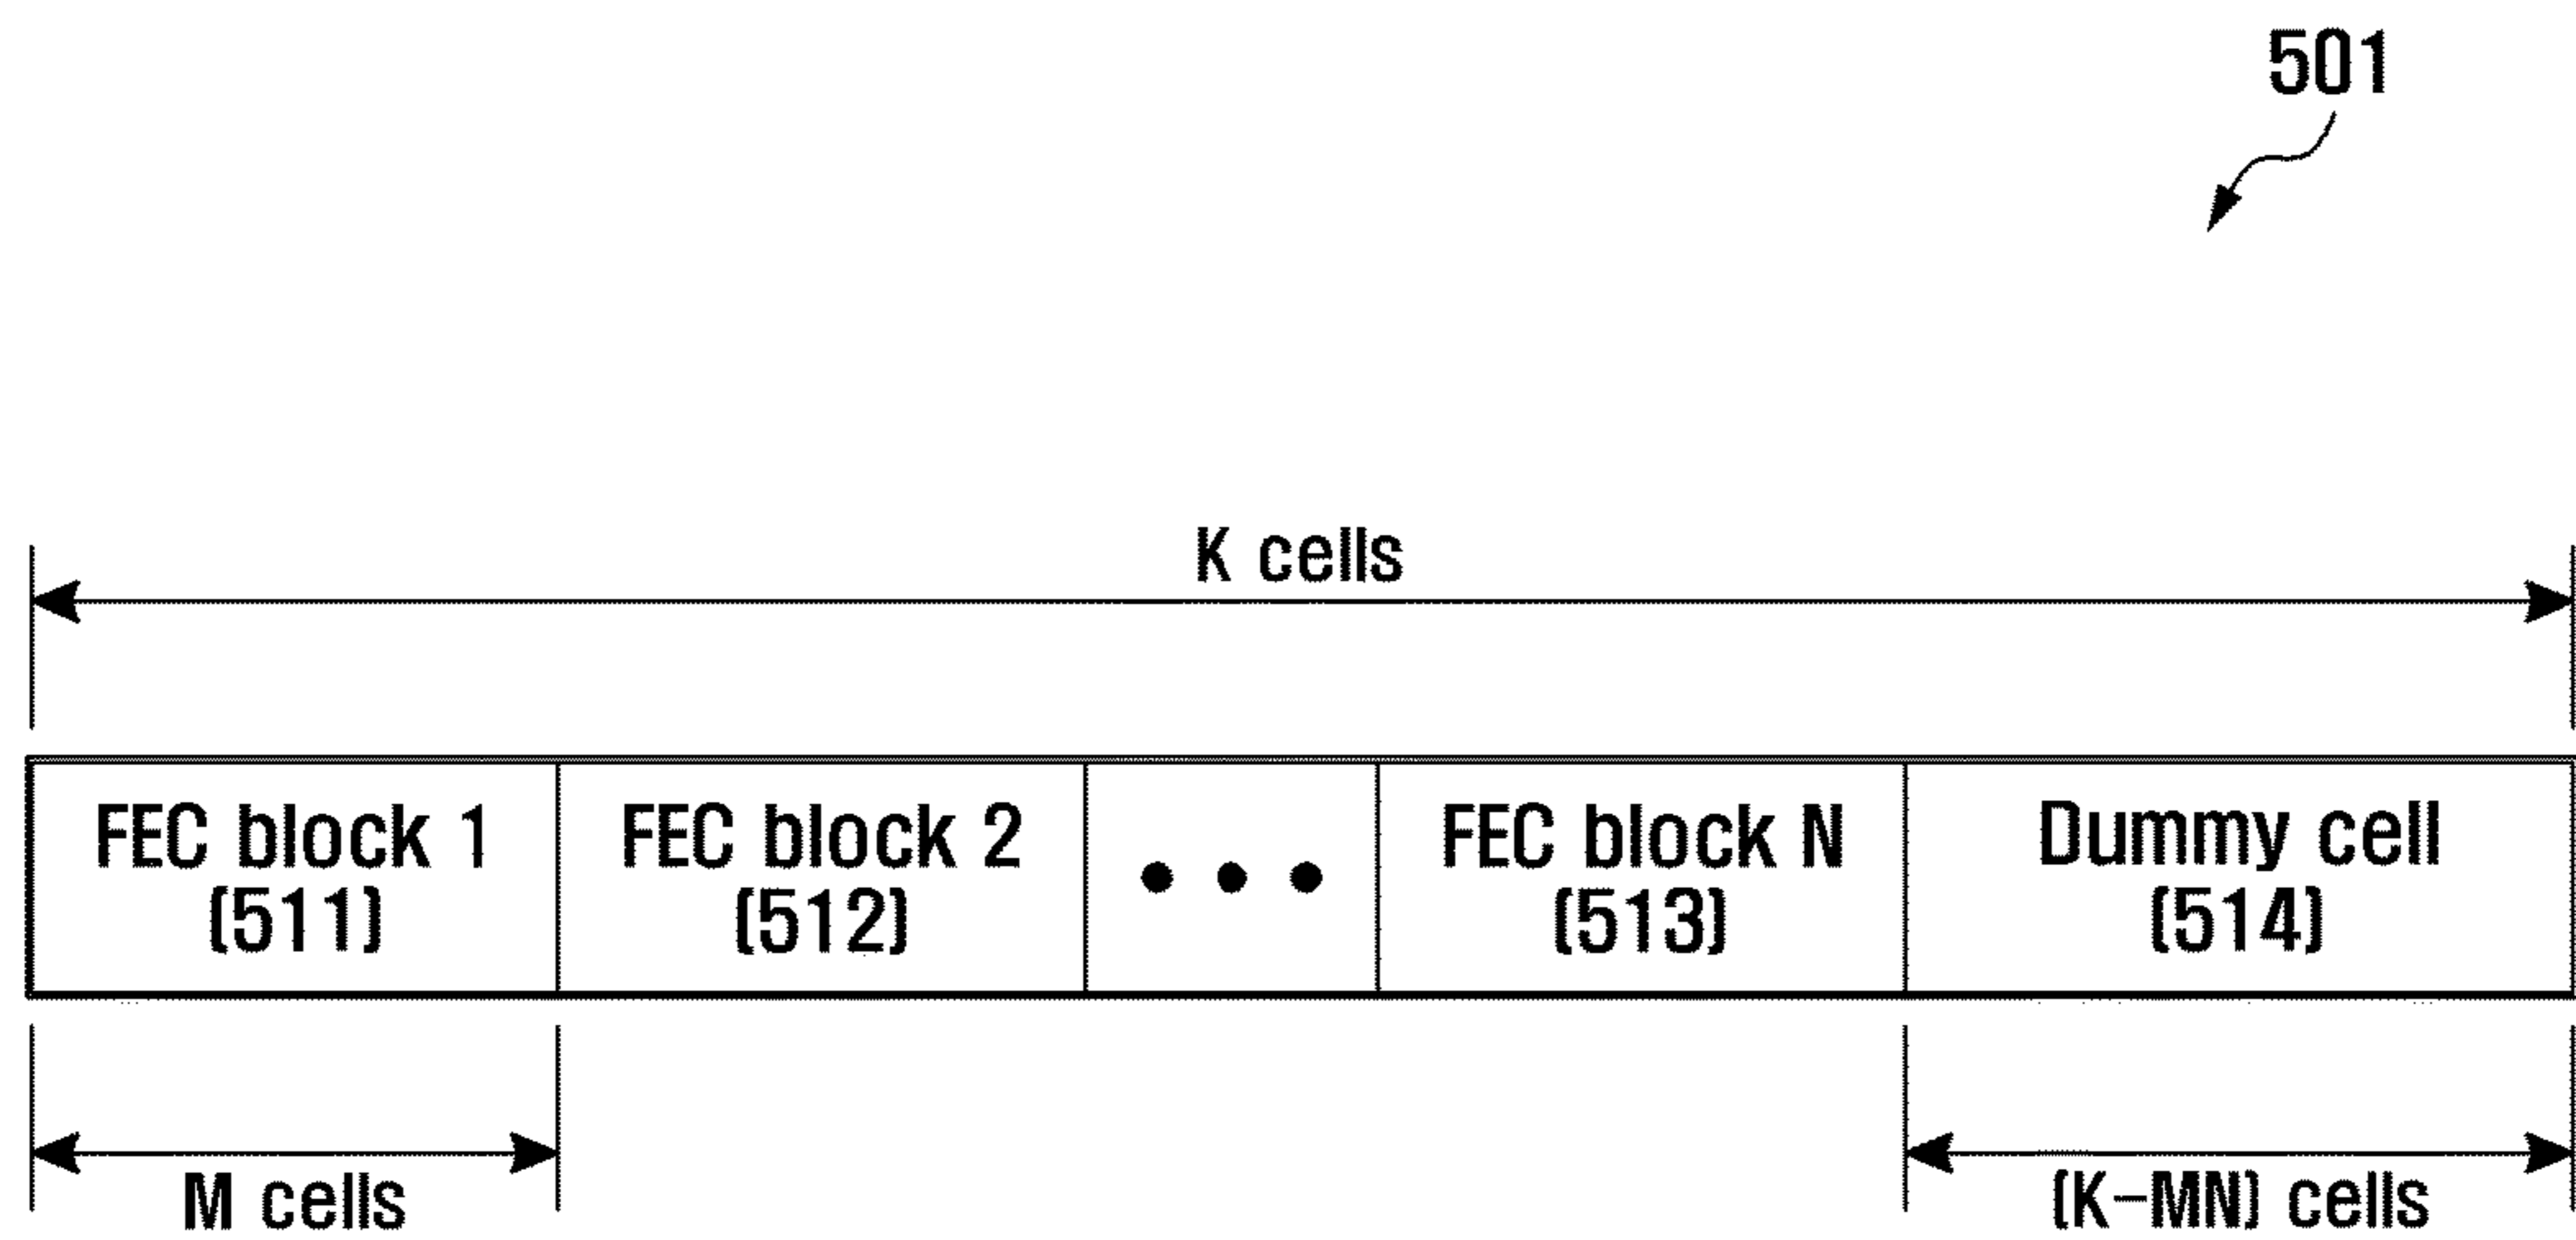 501
K cells
FEC block 1
(511)
FEC block 2
(512)
• • •
FEC block N
(513)
Dummy cell
(514)
M cells
(K-MN) cells